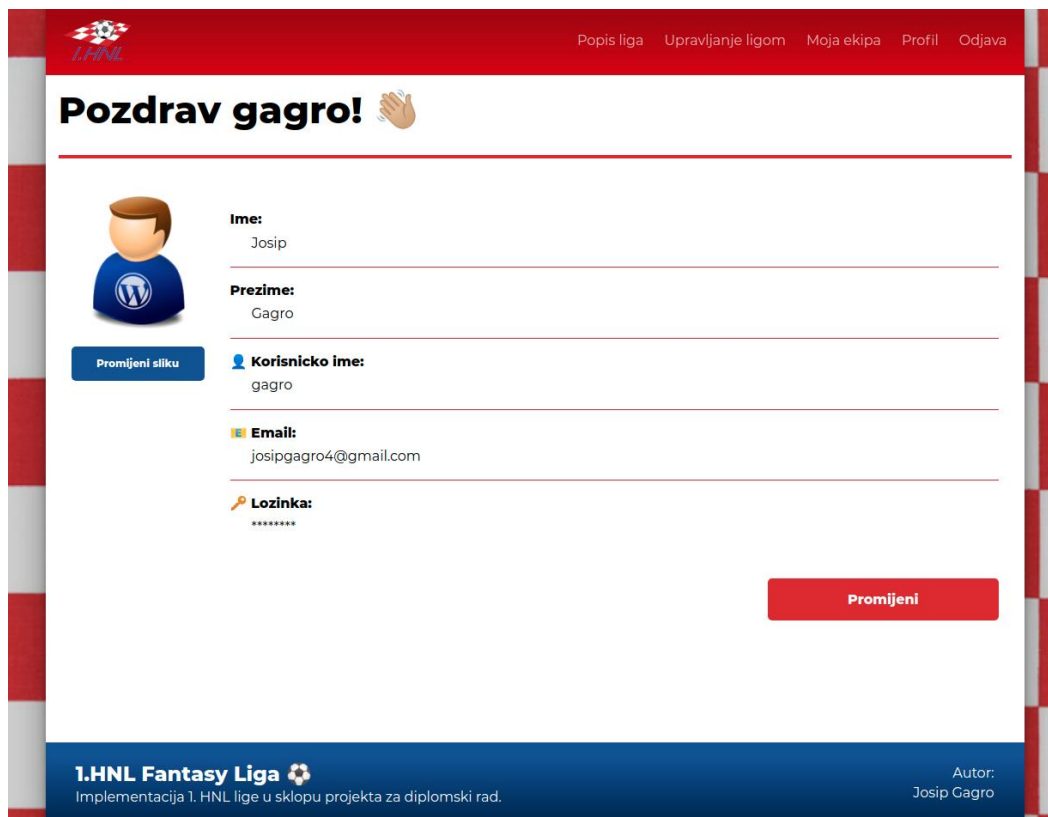 1.HNL
Popis liga Upravljanje ligom Moja ekipa Profil Odjava
Pozdrav gagro! 👋🏼
Ime:
Josip
Prezime:
Gagro
Promijeni sliku
👤 Korisnicko ime:
gagro
📧 Email:
josipgagro4@gmail.com
🔑 Lozinka:
********
Promijeni
1.HNL Fantasy Liga ⚽
Implementacija 1. HNL lige u sklopu projekta za diplomski rad.
Autor:
Josip Gagro